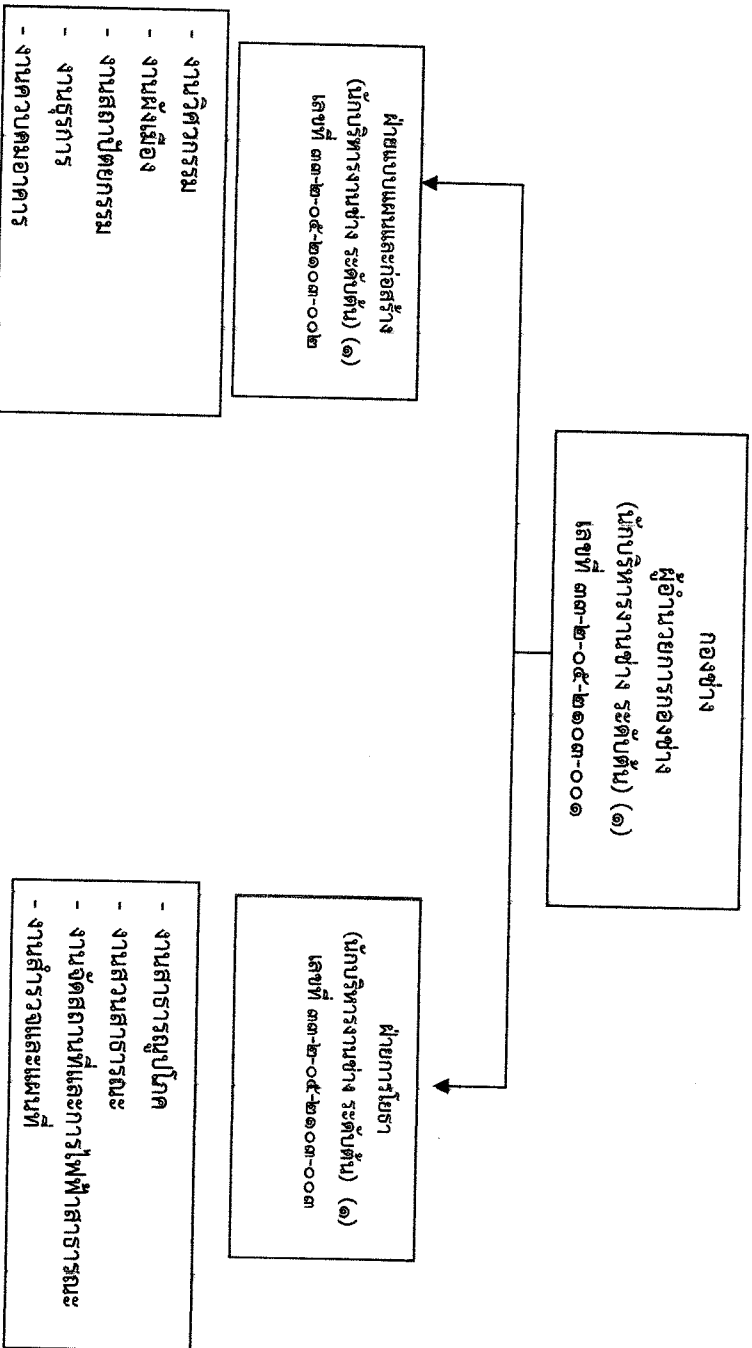 กองช่าง
ผู้อำนวยการกองช่าง
(นักบริหารงานช่าง ระดับต้น) (๑)
เลขที่ ๓๓-๒-๐๕-๒๑๐๓-๐๐๑
ฝ่ายแบบแผนและก่อสร้าง
(นักบริหารงานช่าง ระดับต้น) (๑)
เลขที่ ๓๓-๒-๐๕-๒๑๐๓-๐๐๒
- งานวิศวกรรม
- งานผังเมือง
- งานสถาปัตยกรรม
- งานธุรการ
- งานควบคุมอาคาร
ฝ่ายการโยธา
(นักบริหารงานช่าง ระดับต้น) (๑)
เลขที่ ๓๓-๒-๐๕-๒๑๐๓-๐๐๓
- งานสาธารณูปโภค
- งานสวนสาธารณะ
- งานจัดสถานที่และการไฟฟ้าสาธารณะ
- งานสำรวจและแผนที่